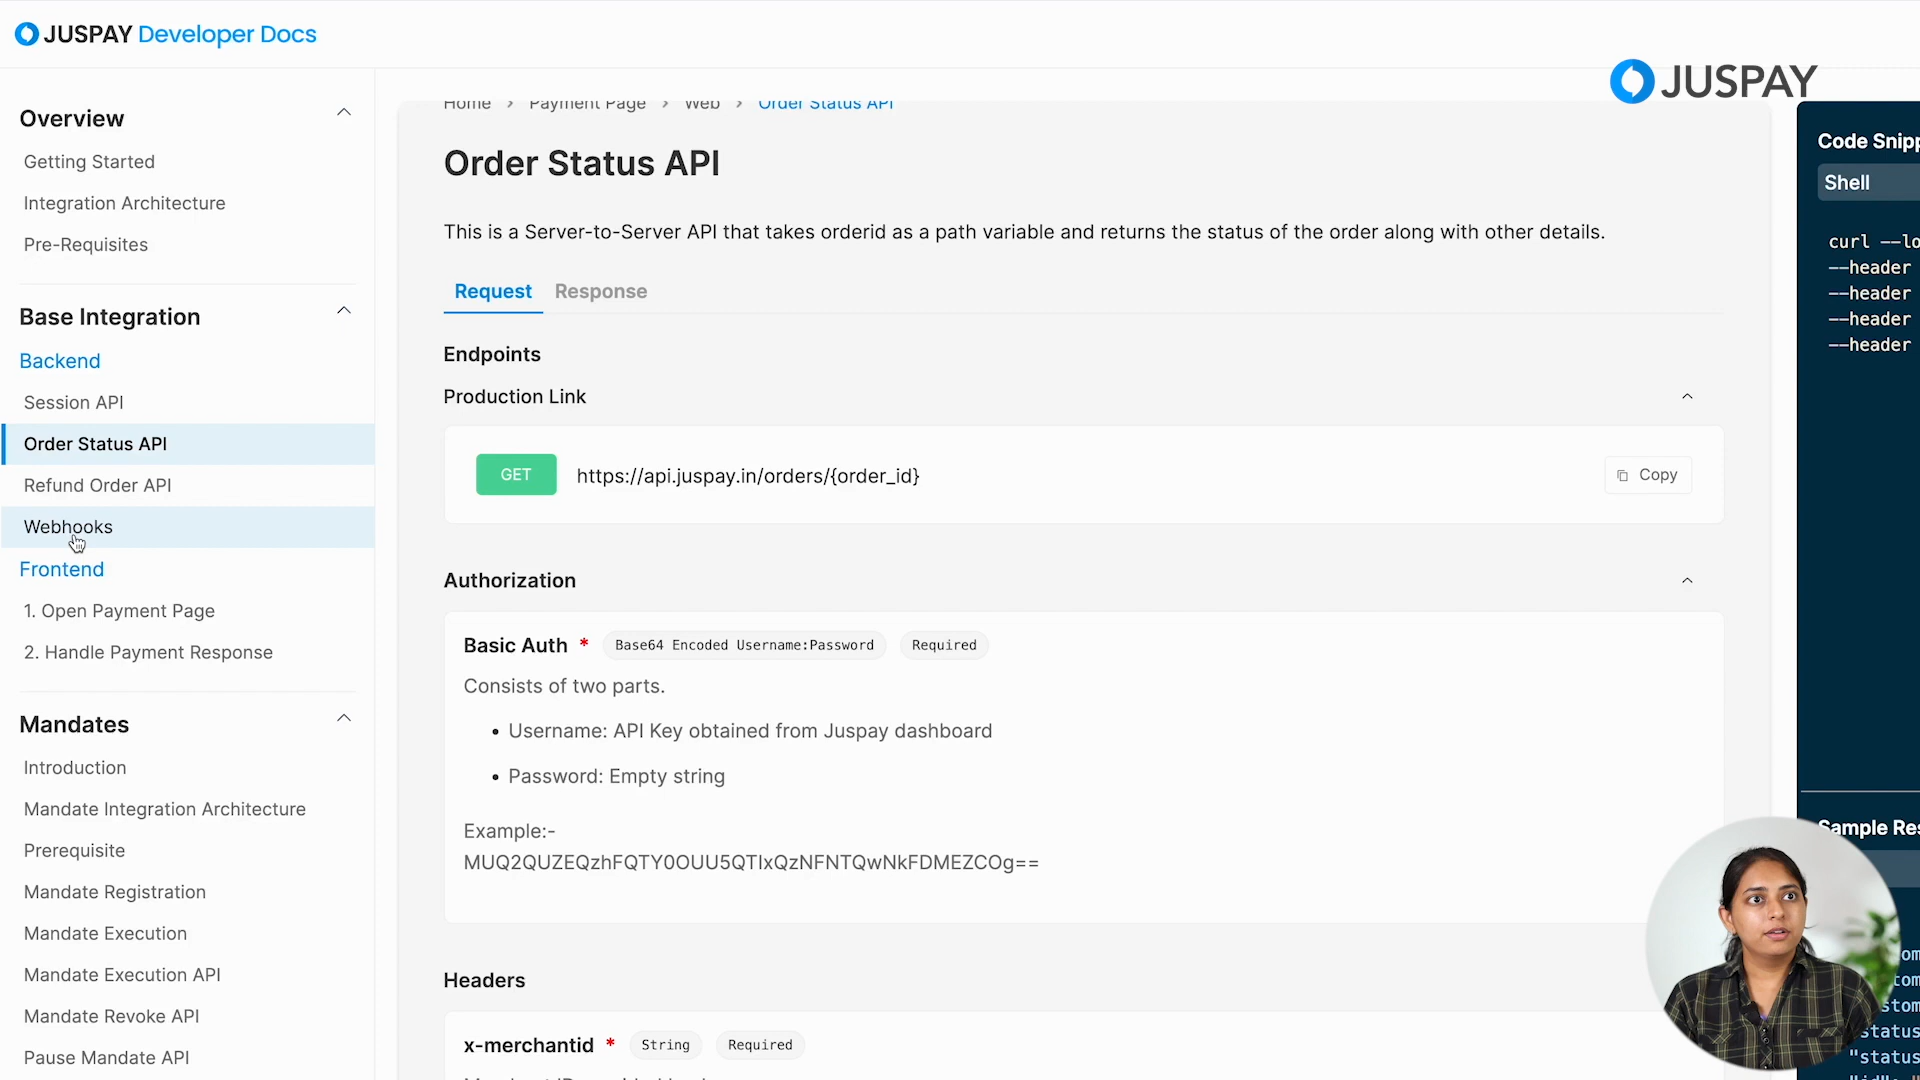 JUSPAY Developer Docs
JUSPAY
Overview
Getting Started
Integration Architecture
Pre-Requisites
Base Integration
Backend
Session API
Order Status API
Refund Order API
Webhooks
Frontend
1. Open Payment Page
2. Handle Payment Response
Mandates
Introduction
Mandate Integration Architecture
Prerequisite
Mandate Registration
Mandate Execution
Mandate Execution API
Mandate Revoke API
Pause Mandate API
Home > Payment Page > Web > Order Status API
Order Status API
This is a Server-to-Server API that takes orderid as a path variable and returns the status of the order along with other details.
Request Response
Endpoints
Production Link
GET https://api.juspay.in/orders/{order_id} Copy
Authorization
Basic Auth * Base64 Encoded Username:Password Required
Consists of two parts.
• Username: API Key obtained from Juspay dashboard
• Password: Empty string
Example:-
MUQ2QUZEQzhFQTY0OUU5QTIxQzNFNTQwNkFDMEZCOg==
Headers
x-merchantid * String Required
Code Snipp
Shell
curl --lo
--header
--header
--header
--header
Sample Res